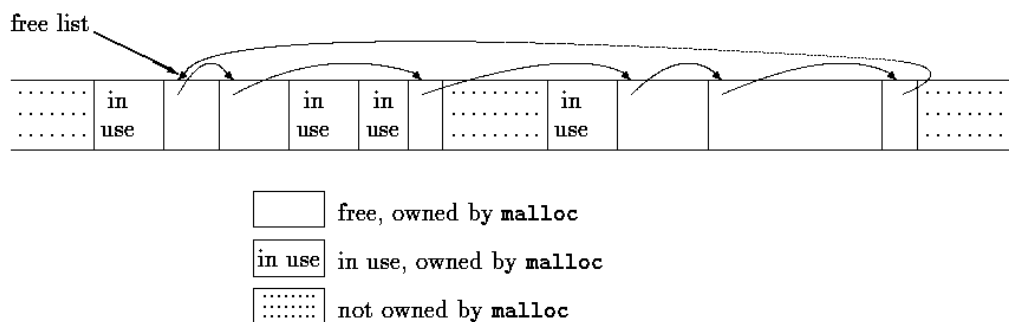 free list
in use
in use
in use
in use
free, owned by malloc
in use in use, owned by malloc
not owned by malloc